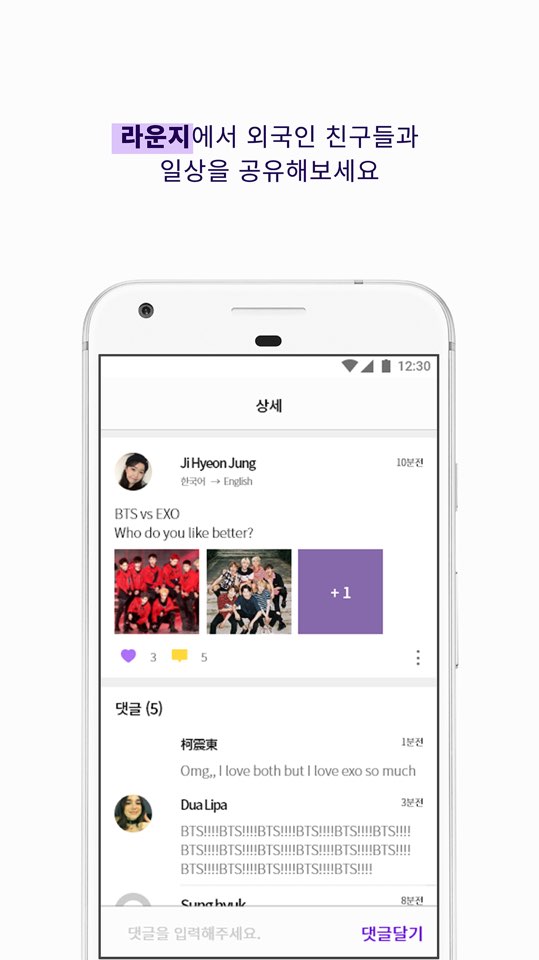 라운지에서 외국인 친구들과
일상을 공유해보세요
12:30
상세
Ji Hyeon Jung
10분전
한국어 → English
BTS vs EXO
Who do you like better?
+ 1
3
5
댓글 (5)
柯震東
1분전
Omg,, I love both but I love exo so much
Dua Lipa
3분전
BTS!!!!BTS!!!!BTS!!!!BTS!!!!BTS!!!!BTS!!!!
BTS!!!!BTS!!!!BTS!!!!BTS!!!!BTS!!!!BTS!!!!
BTS!!!!BTS!!!!BTS!!!!BTS!!!!BTS!!!!
Sung hyuk
8분전
댓글을 입력해주세요.
댓글달기